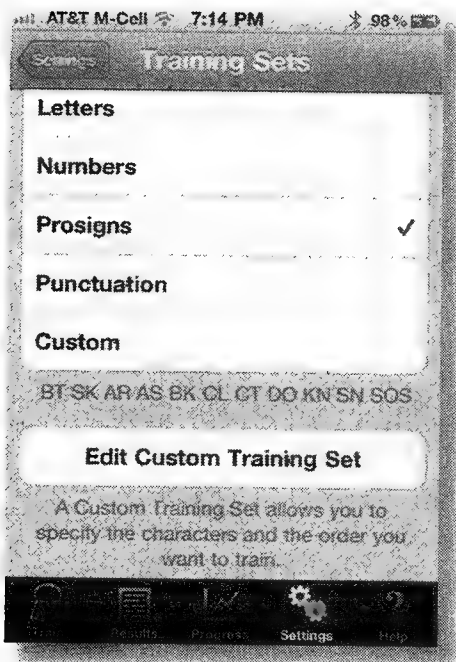 AT&T M-Cell 7:14 PM 98%
Settings Training Sets
Letters
Numbers
Prosigns
Punctuation
Custom
BT SK AR AS BK CL CT DO KN SN SOS
Edit Custom Training Set
A Custom Training Set allows you to
specify the characters and the order you
want to train.
Train Results Progress Settings Help